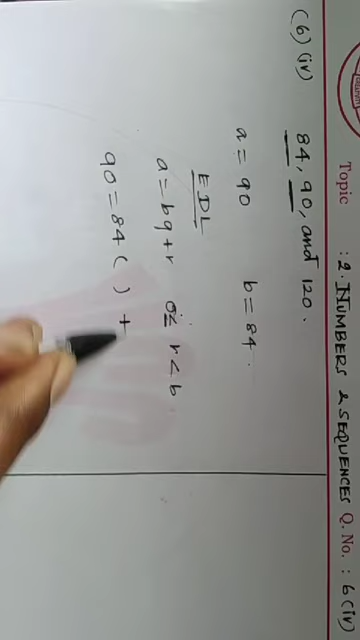 Topic : 2. NUMBERS & SEQUENCES Q. No. : 6(iv)
(6) (iv) 84, 90, and 120.
a = 90 b = 84.
EDL
a = bq + r 0 ≤ r < b
90 = 84 ( ) +